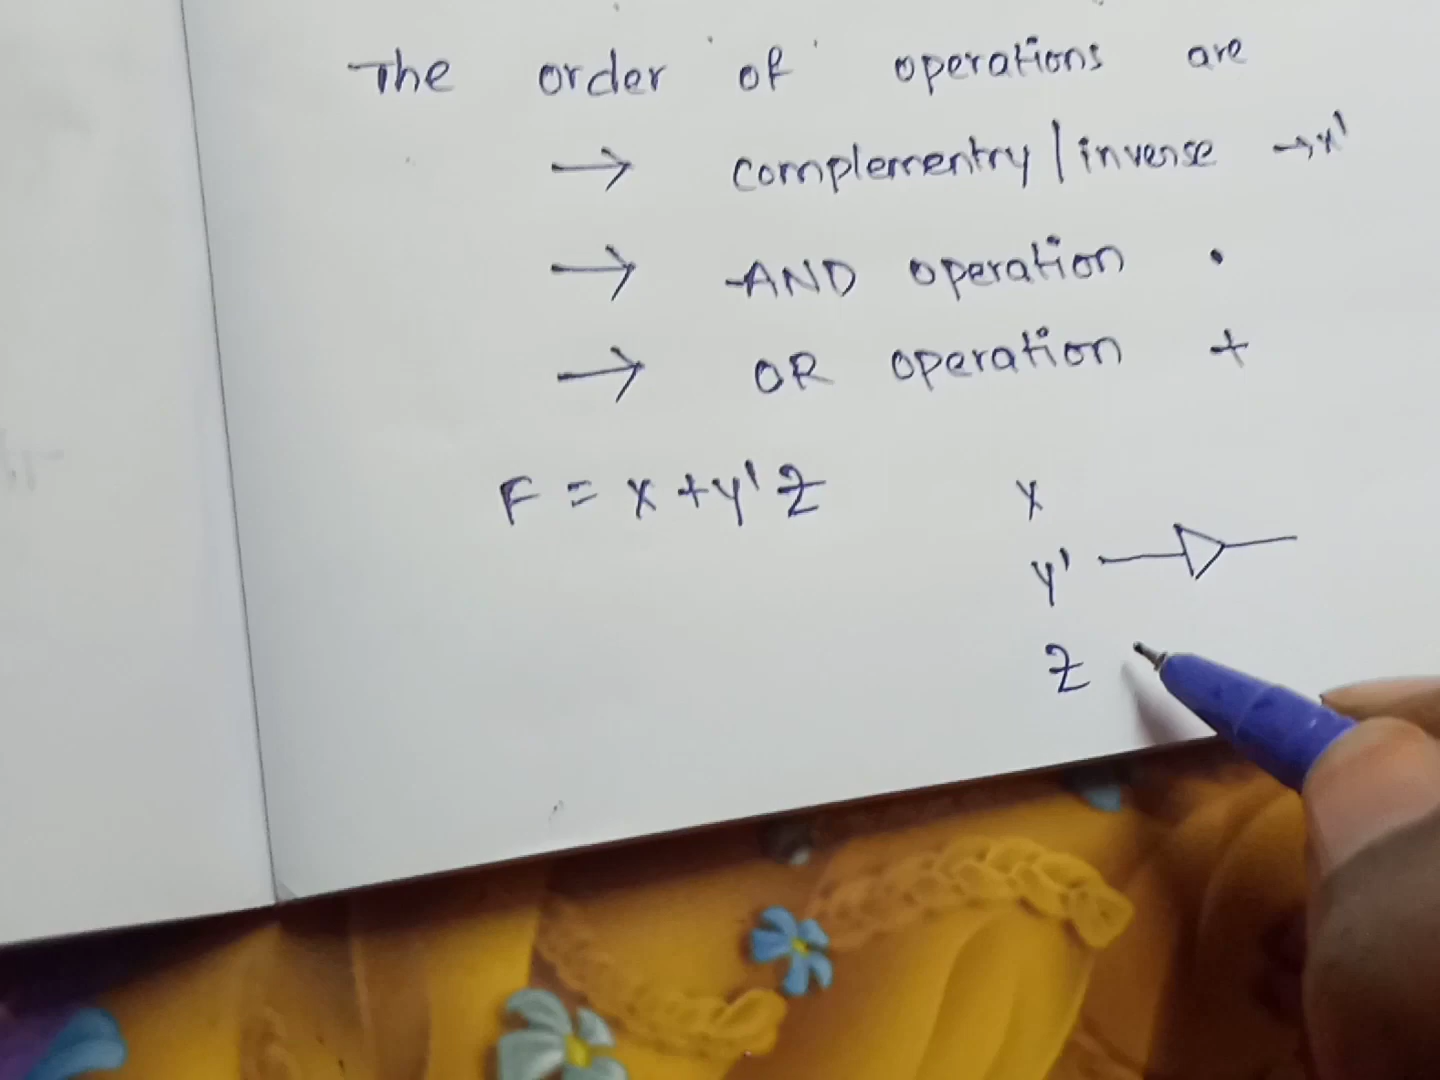 The order of operations are
→ complementry / inverse → x'
→ AND operation .
→ OR operation +
F = x + y' z
x
y'
z